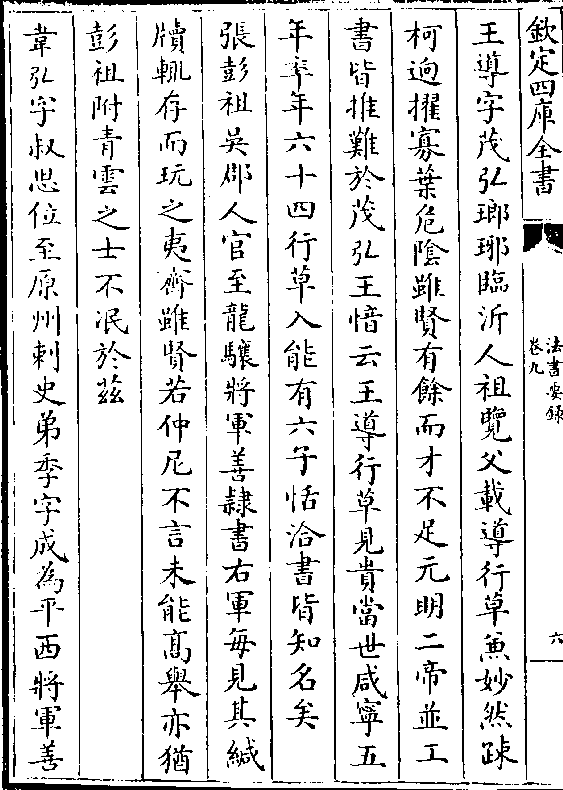 欽定四庫全書
法書要錄
卷九
六
王導字茂弘瑯琊臨沂人祖覽父載導行草兼妙然疎
柯逈擢寡葉危陰雖賢有餘而才不足元明二帝並工
書皆推難於茂弘王愔云王導行草見貴當世咸寧五
年卒年六十四行草入能有六子恬洽書皆知名矣
張彭祖吳郡人官至龍驤將軍善隷書右軍每見其緘
牘輒存而玩之夷齊雖賢若仲尼不言未能髙舉亦猶
彭祖附青雲之士不泯於兹
韋弘字叔思位至原州刺史弟季字成為平西將軍善